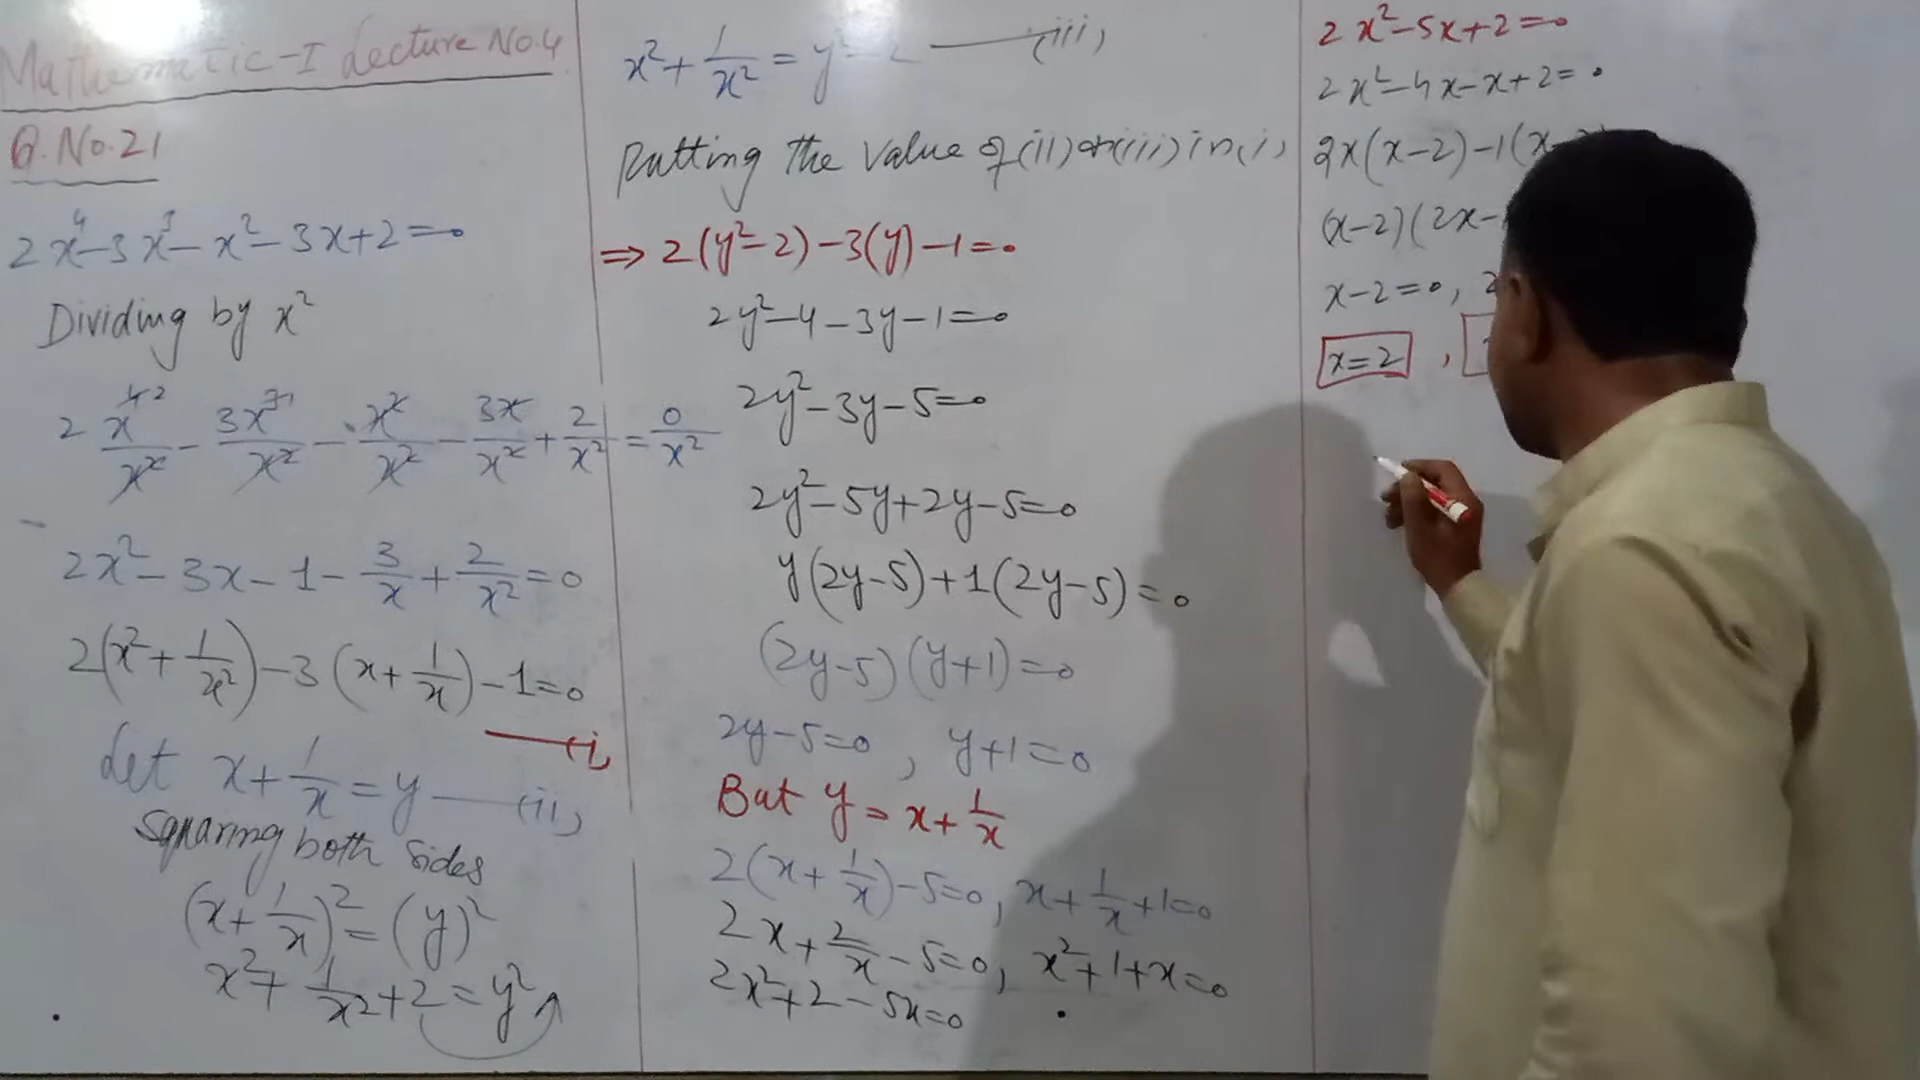 Mathematic-I Lecture No.4
Q.No.21
2x⁴-3x³-x²-3x+2=0
Dividing by x²
2 x⁴/x² - 3x³/x² - x²/x² - 3x/x² + 2/x² = 0/x²
2x²-3x-1-3/x+2/x²=0
2(x²+1/x²)-3(x+1/x)-1=0
(i)
Let x+1/x=y (ii)
Squaring both sides
(x+1/x)²=(y)²
x²+1/x²+2=y²
x²+1/x²=y²-2 (iii)
Putting the value of (ii) & (iii) in (i)
⇒ 2(y²-2)-3(y)-1=0
2y²-4-3y-1=0
2y²-3y-5=0
2y²-5y+2y-5=0
y(2y-5)+1(2y-5)=0
(2y-5)(y+1)=0
2y-5=0, y+1=0
But y=x+1/x
2(x+1/x)-5=0, x+1/x+1=0
2x+2/x-5=0, x²+1+x=0
2x²+2-5x=0
2x²-5x+2=0
2x²-4x-x+2=0
2x(x-2)-1(x-
(x-2)(2x-
x-2=0,
x=2 ,